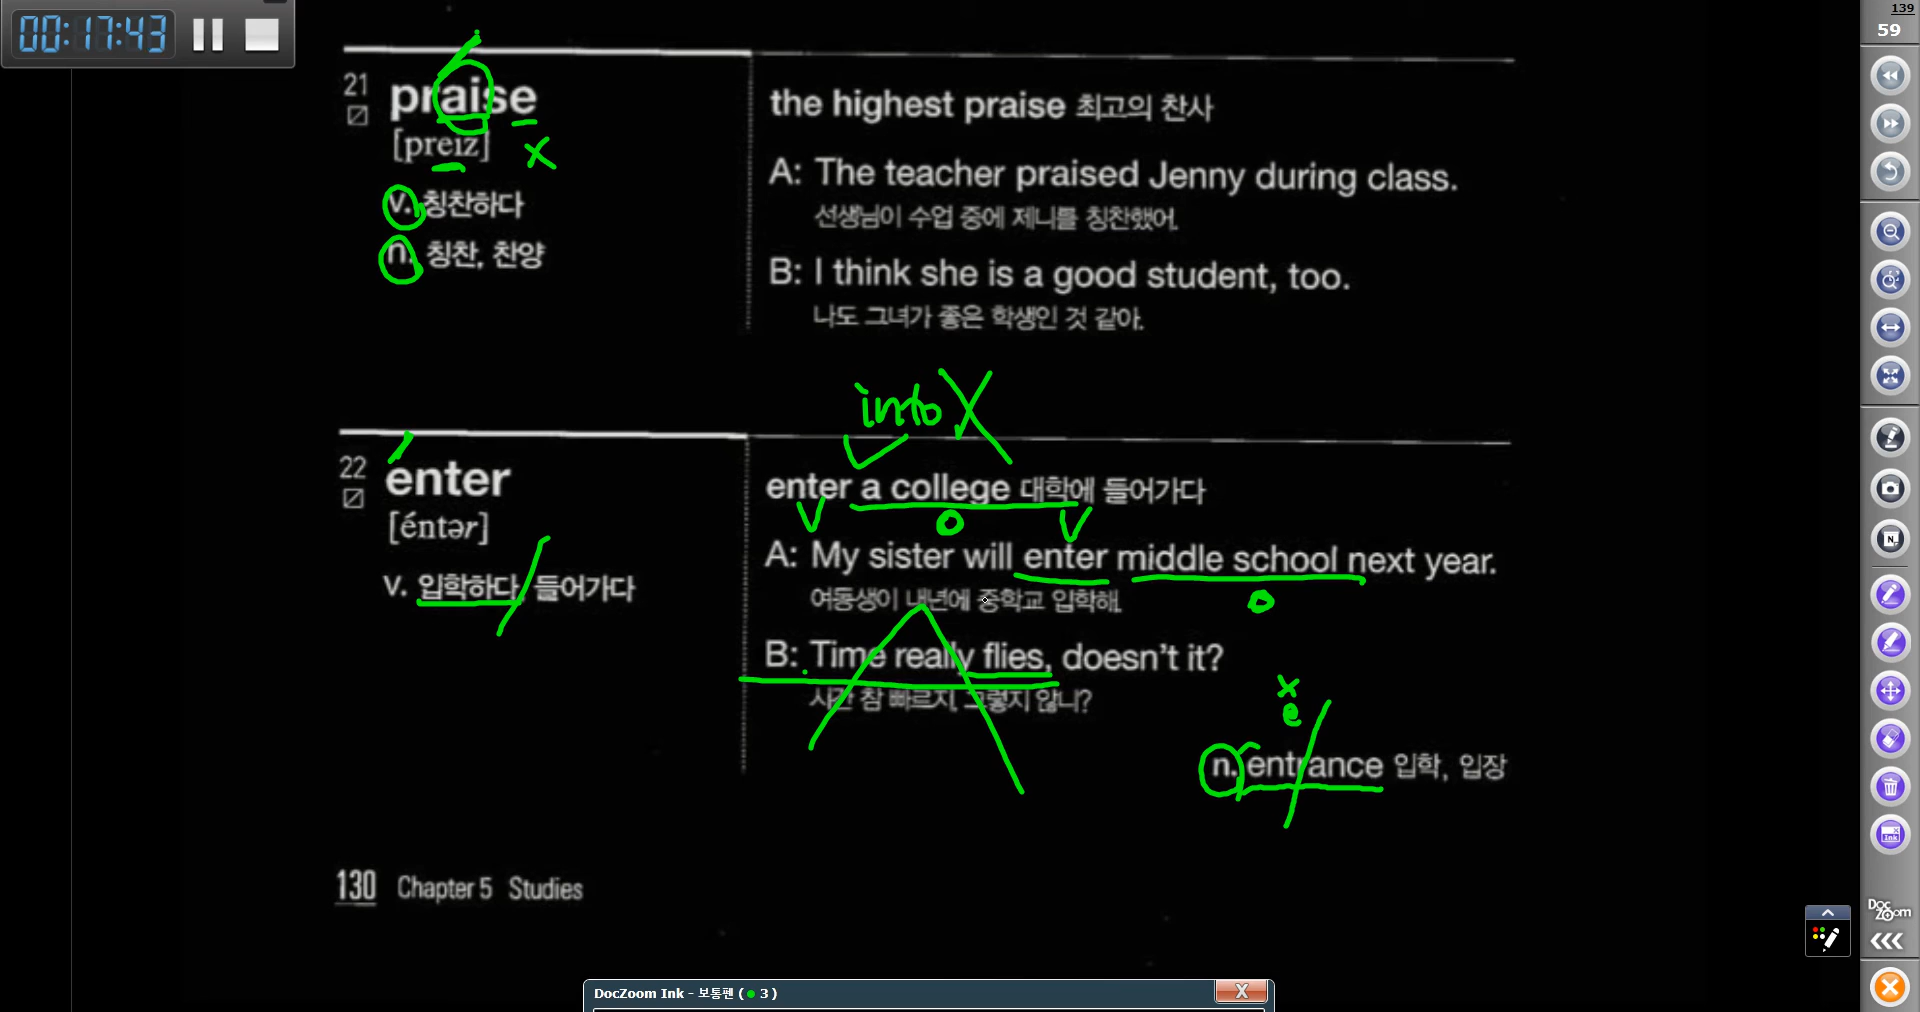 00:17:43
139
59
21
praise
[preiz]
v. 칭찬하다
n. 칭찬, 찬양
the highest praise 최고의 찬사
A: The teacher praised Jenny during class.
선생님이 수업 중에 제니를 칭찬했어.
B: I think she is a good student, too.
나도 그녀가 좋은 학생인 것 같아.
into X
22
enter
[éntər]
v. 입학하다, 들어가다
enter a college 대학에 들어가다
V O V
A: My sister will enter middle school next year.
여동생이 내년에 중학교 입학해.
O
B: Time really flies, doesn't it?
시간 참 빠르지, 그렇지 않니?
x
e
n. entrance 입학, 입장
130 Chapter 5 Studies
DocZoom
DocZoom Ink - 보통펜 ( 3 )